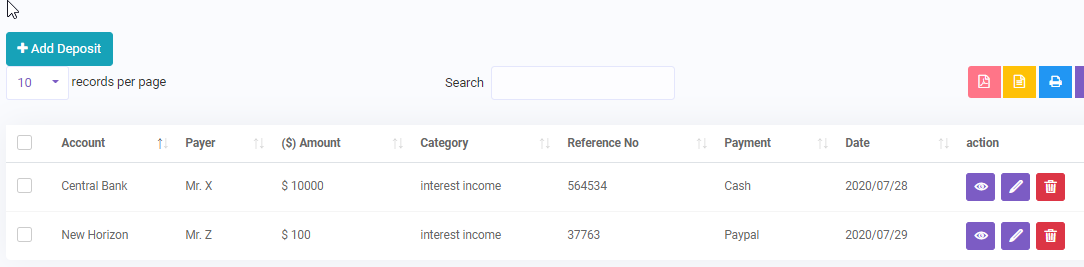 + Add Deposit
10 records per page Search
Account Payer ($) Amount Category Reference No Payment Date action
Central Bank Mr. X $ 10000 interest income 564534 Cash 2020/07/28
New Horizon Mr. Z $ 100 interest income 37763 Paypal 2020/07/29